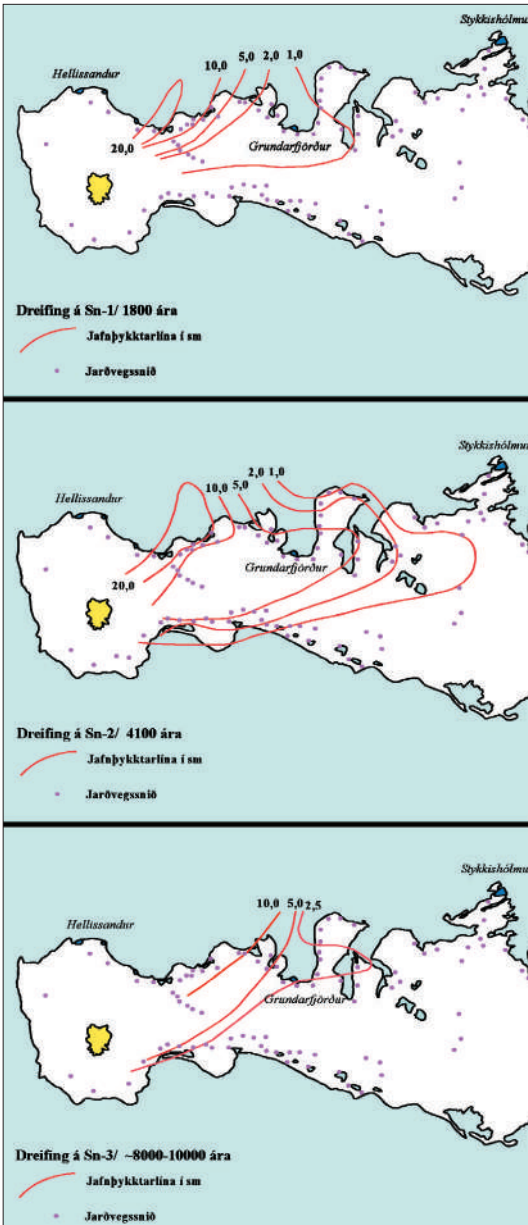 Stykkishólmur
10,0 5,0 2,0 1,0
Hellissandur
20,0
Grundarfjörður
Dreifing á Sn-1/ 1800 ára
Jafnþykktarlína í sm
Jarðvegssnið
Stykkishólmur
2,0 1,0
10,0 5,0
Hellissandur
20,0
Grundarfjörður
Dreifing á Sn-2/ 4100 ára
Jafnþykktarlína í sm
Jarðvegssnið
Stykkishólmur
10,0 5,0 2,5
Hellissandur
Grundarfjörður
Dreifing á Sn-3/ ~8000-10000 ára
Jafnþykktarlína í sm
Jarðvegssnið